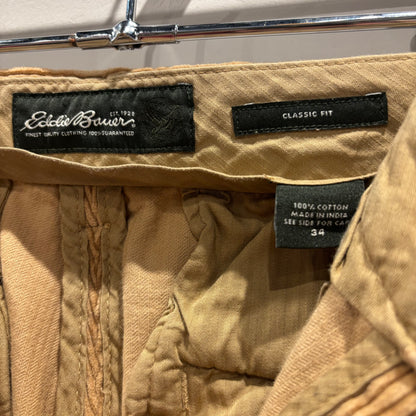 EST. 1920
Eddie Bauer
FINEST QUALITY CLOTHING 100% GUARANTEED
CLASSIC FIT
100% COTTON
MADE IN INDIA
SEE SIDE FOR CAR
34